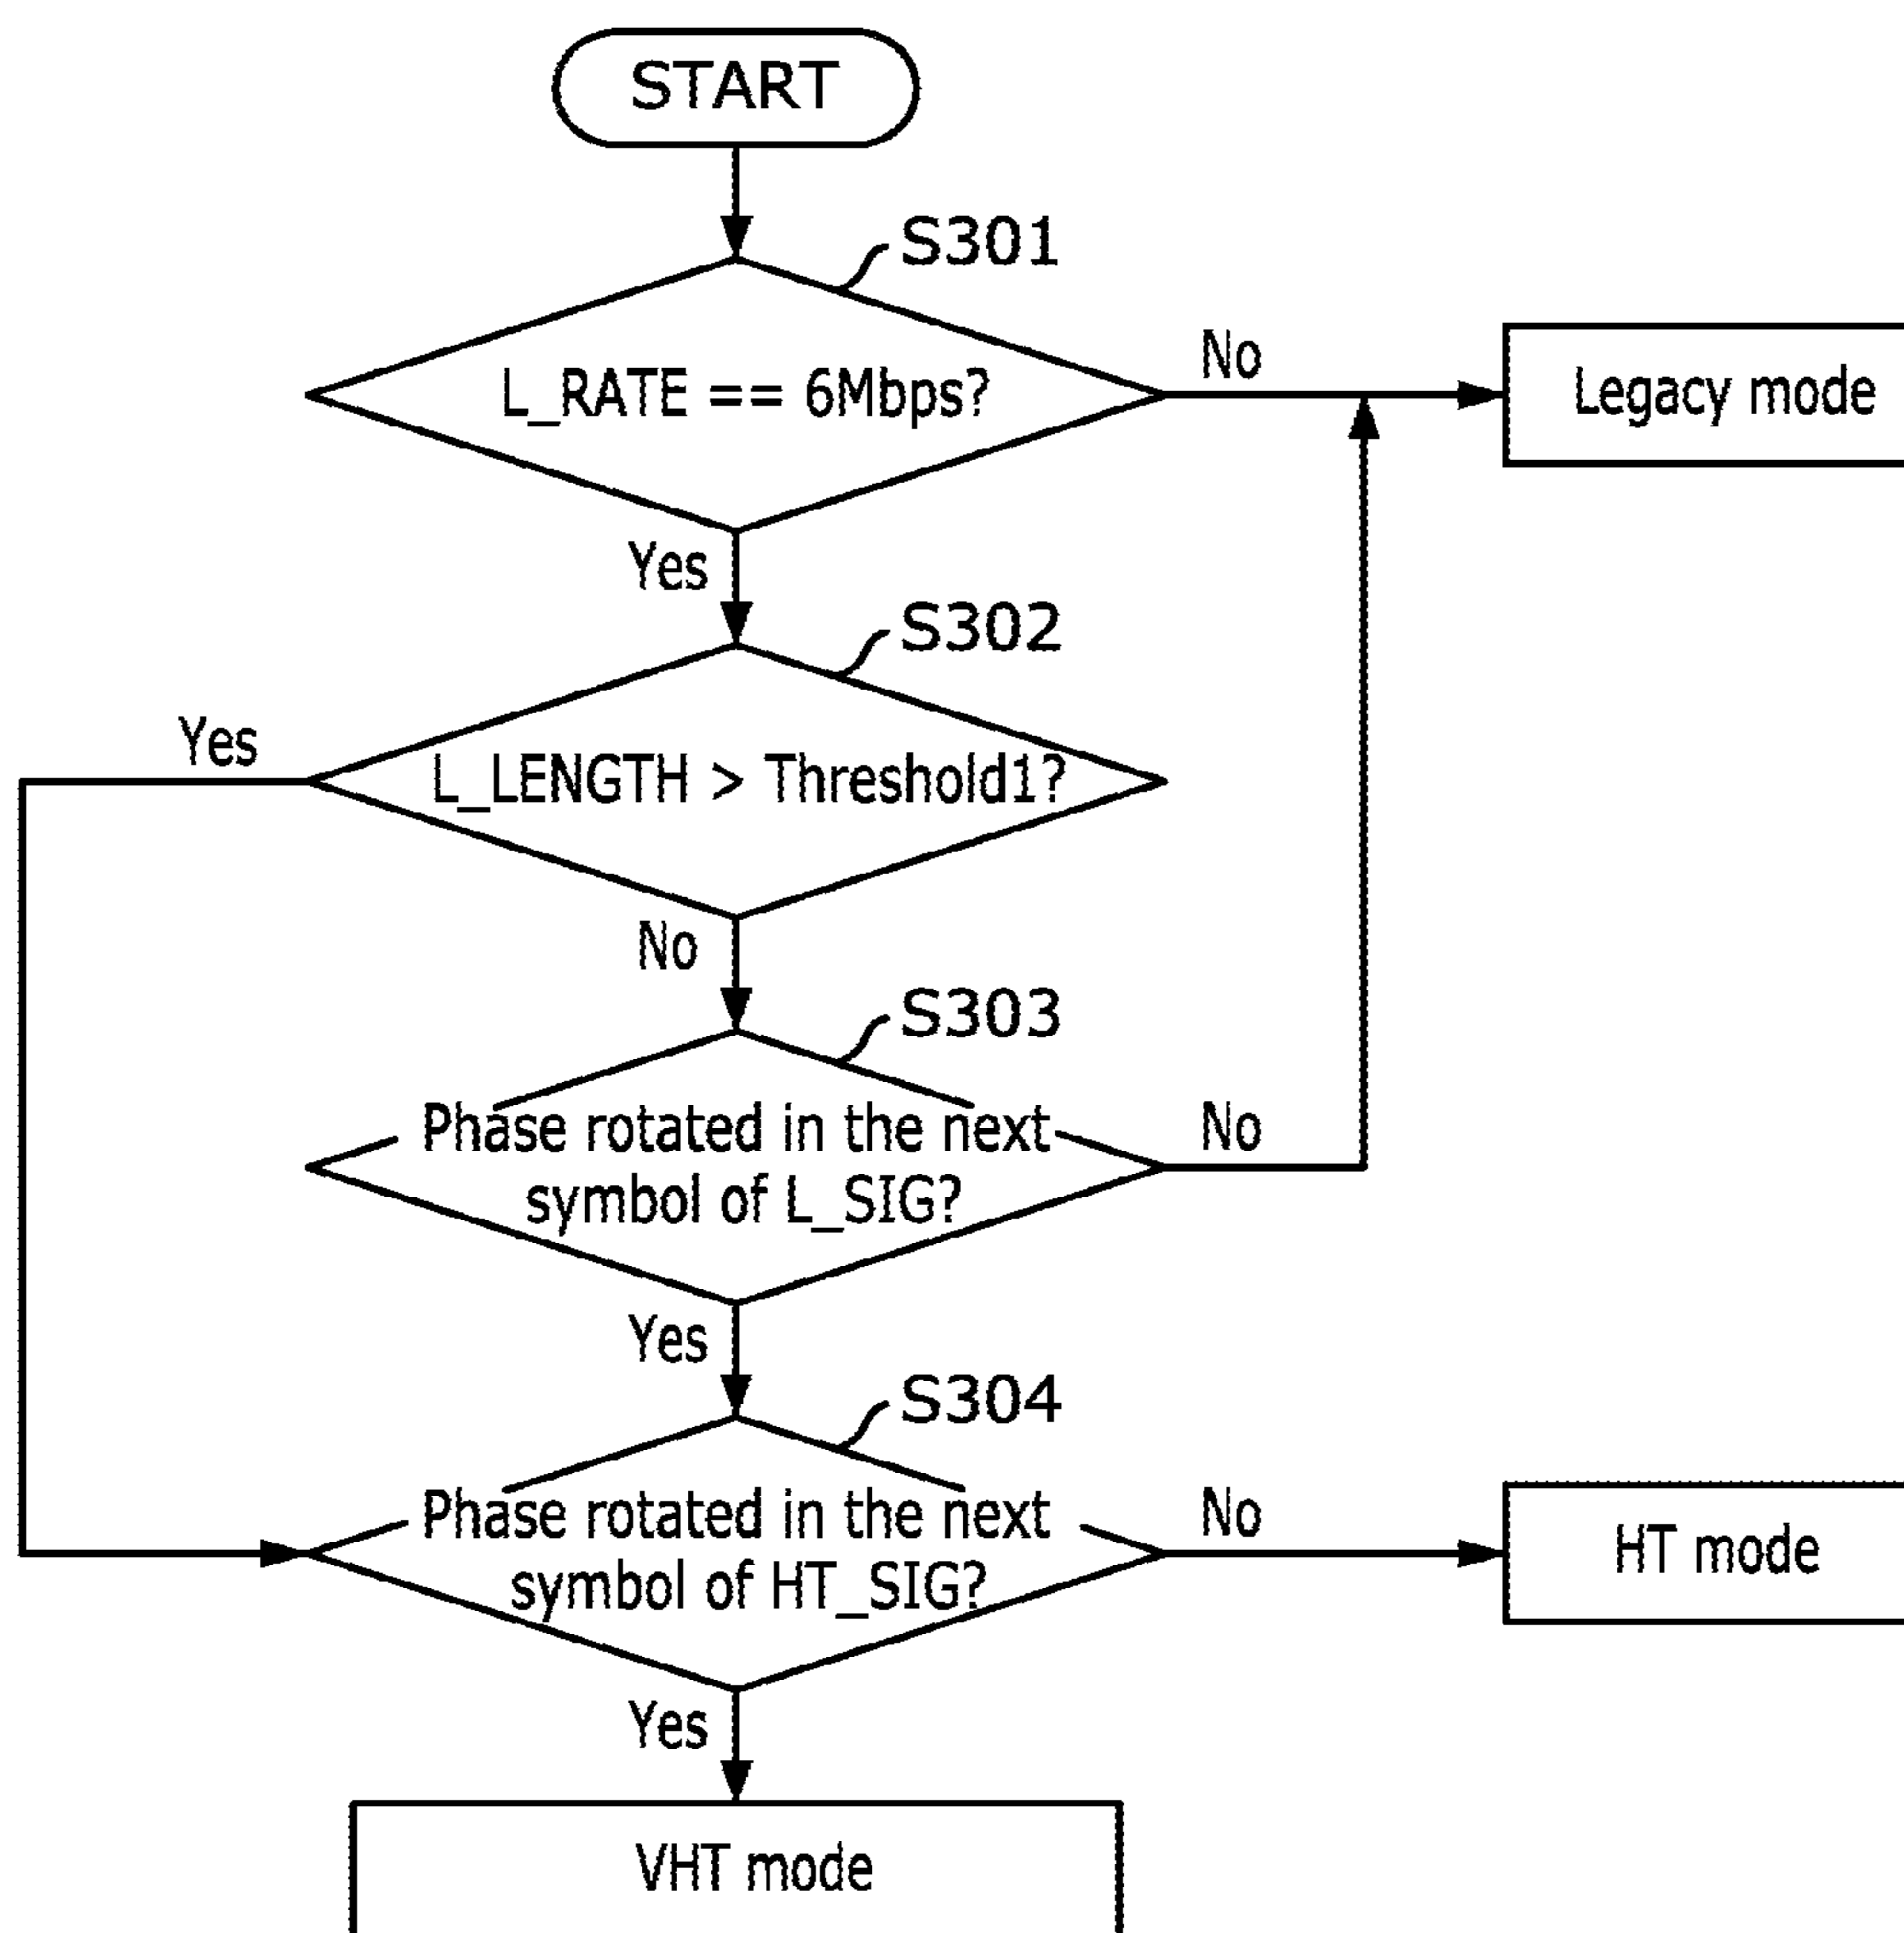 START
S301
L_RATE == 6Mbps?
No
Legacy mode
Yes
S302
Yes
L_LENGTH > Threshold1?
No
S303
Phase rotated in the next
symbol of L_SIG?
No
Yes
S304
Phase rotated in the next
symbol of HT_SIG?
No
HT mode
Yes
VHT mode